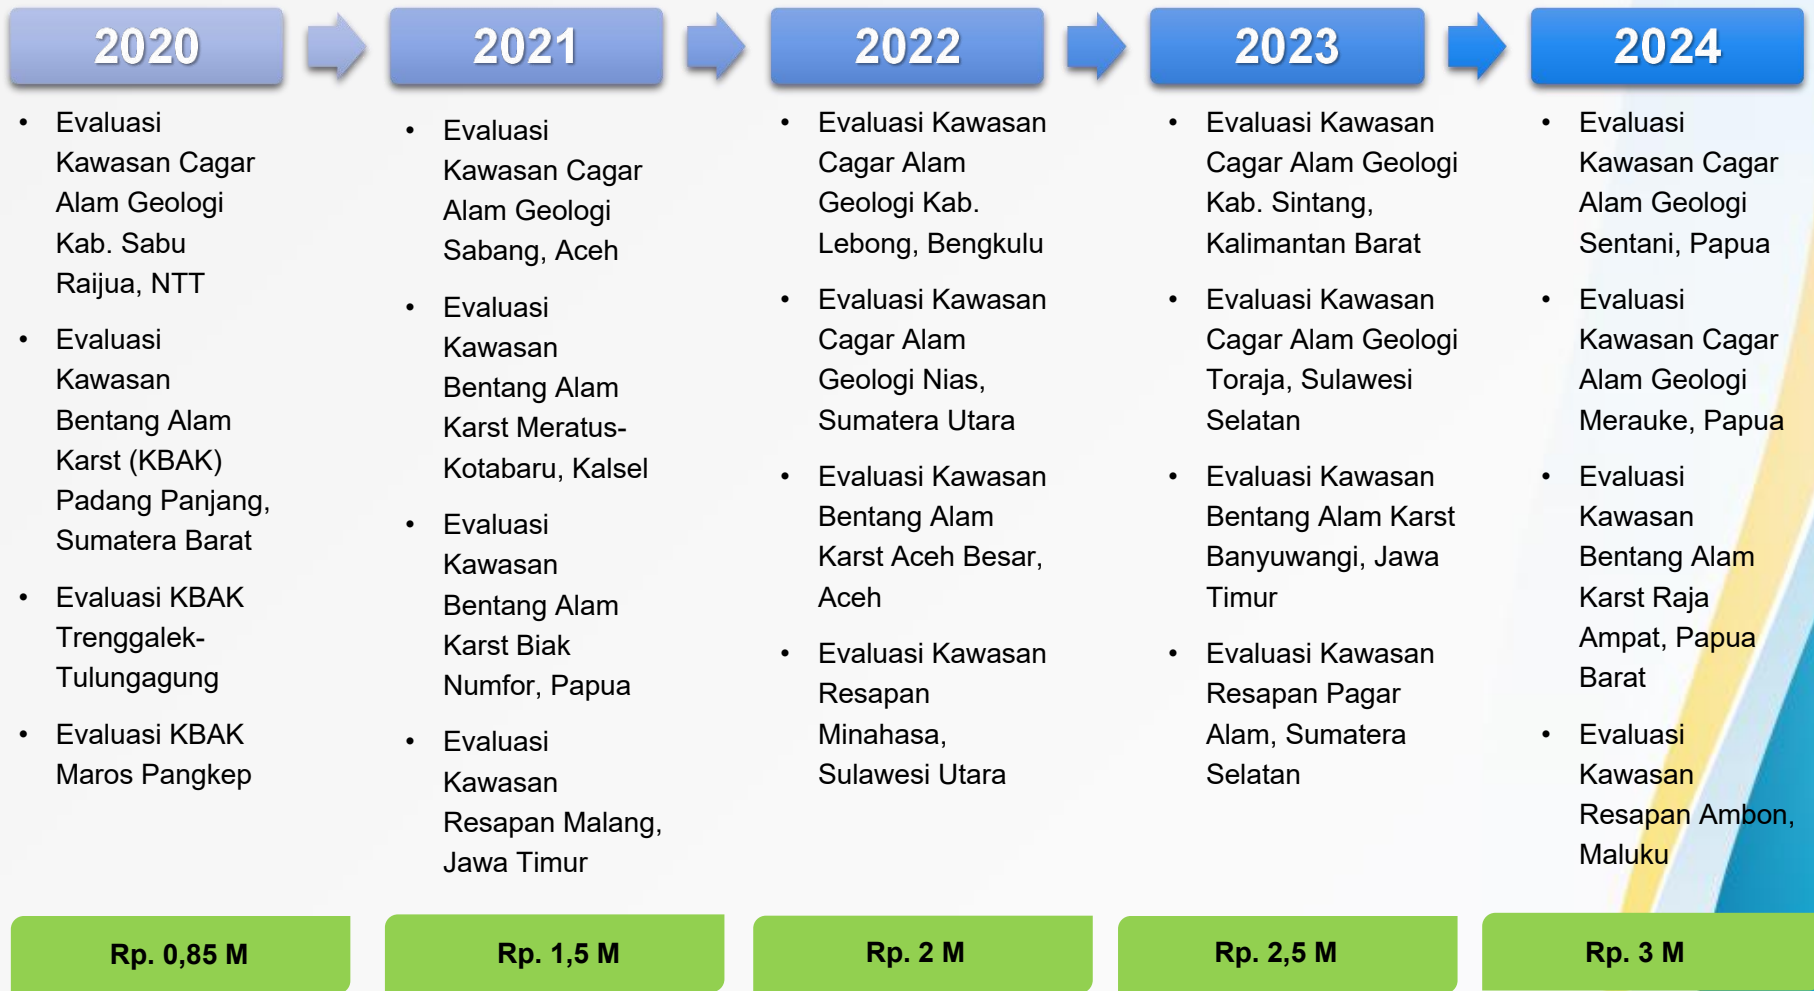 2020
• Evaluasi
Kawasan Cagar
Alam Geologi
Kab. Sabu
Raijua, NTT
• Evaluasi
Kawasan
Bentang Alam
Karst (KBAK)
Padang Panjang,
Sumatera Barat
• Evaluasi KBAK
Trenggalek-
Tulungagung
• Evaluasi KBAK
Maros Pangkep
Rp. 0,85 M
2021
• Evaluasi
Kawasan Cagar
Alam Geologi
Sabang, Aceh
• Evaluasi
Kawasan
Bentang Alam
Karst Meratus-
Kotabaru, Kalsel
• Evaluasi
Kawasan
Bentang Alam
Karst Biak
Numfor, Papua
• Evaluasi
Kawasan
Resapan Malang,
Jawa Timur
Rp. 1,5 M
2022
• Evaluasi Kawasan
Cagar Alam
Geologi Kab.
Lebong, Bengkulu
• Evaluasi Kawasan
Cagar Alam
Geologi Nias,
Sumatera Utara
• Evaluasi Kawasan
Bentang Alam
Karst Aceh Besar,
Aceh
• Evaluasi Kawasan
Resapan
Minahasa,
Sulawesi Utara
Rp. 2 M
2023
• Evaluasi Kawasan
Cagar Alam Geologi
Kab. Sintang,
Kalimantan Barat
• Evaluasi Kawasan
Cagar Alam Geologi
Toraja, Sulawesi
Selatan
• Evaluasi Kawasan
Bentang Alam Karst
Banyuwangi, Jawa
Timur
• Evaluasi Kawasan
Resapan Pagar
Alam, Sumatera
Selatan
Rp. 2,5 M
2024
• Evaluasi
Kawasan Cagar
Alam Geologi
Sentani, Papua
• Evaluasi
Kawasan Cagar
Alam Geologi
Merauke, Papua
• Evaluasi
Kawasan
Bentang Alam
Karst Raja
Ampat, Papua
Barat
• Evaluasi
Kawasan
Resapan Ambon,
Maluku
Rp. 3 M